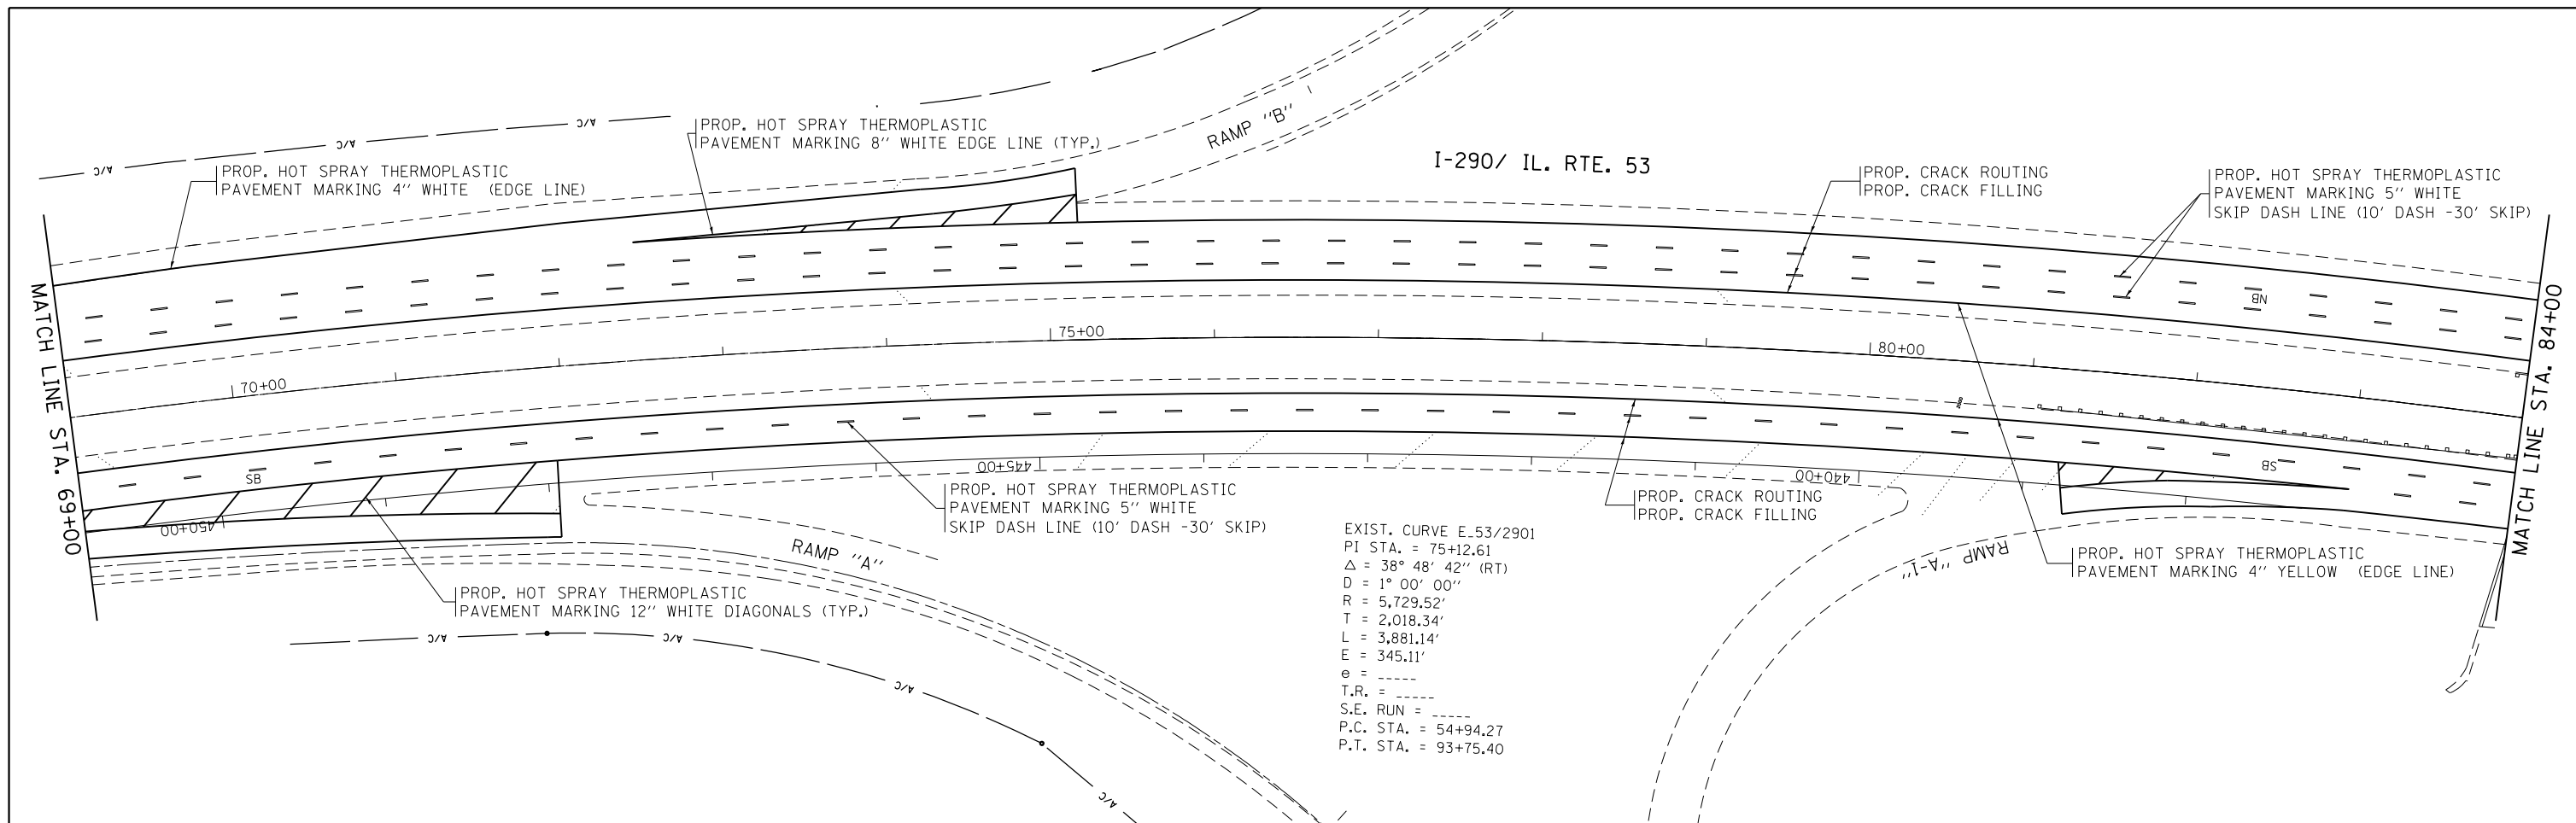 A/C
A/C
A/C
PROP. HOT SPRAY THERMOPLASTIC
PAVEMENT MARKING 4" WHITE (EDGE LINE)
PROP. HOT SPRAY THERMOPLASTIC
PAVEMENT MARKING 8" WHITE EDGE LINE (TYP.)
RAMP "B"
I-290/ IL. RTE. 53
PROP. CRACK ROUTING
PROP. CRACK FILLING
PROP. HOT SPRAY THERMOPLASTIC
PAVEMENT MARKING 5" WHITE
SKIP DASH LINE (10' DASH -30' SKIP)
MATCH LINE STA. 69+00
NB
70+00
75+00
80+00
MATCH LINE STA. 84+00
SB
SB
450+00
445+00
440+00
PROP. HOT SPRAY THERMOPLASTIC
PAVEMENT MARKING 5" WHITE
SKIP DASH LINE (10' DASH -30' SKIP)
PROP. CRACK ROUTING
PROP. CRACK FILLING
RAMP "A"
RAMP "A-1"
PROP. HOT SPRAY THERMOPLASTIC
PAVEMENT MARKING 4" YELLOW (EDGE LINE)
PROP. HOT SPRAY THERMOPLASTIC
PAVEMENT MARKING 12" WHITE DIAGONALS (TYP.)
EXIST. CURVE E_53/2901
PI STA. = 75+12.61
Δ = 38° 48' 42" (RT)
D = 1° 00' 00"
R = 5,729.52'
T = 2,018.34'
L = 3,881.14'
E = 345.11'
e = _____
T.R. = _____
S.E. RUN = _____
P.C. STA. = 54+94.27
P.T. STA. = 93+75.40
A/C
A/C
A/C
A/C